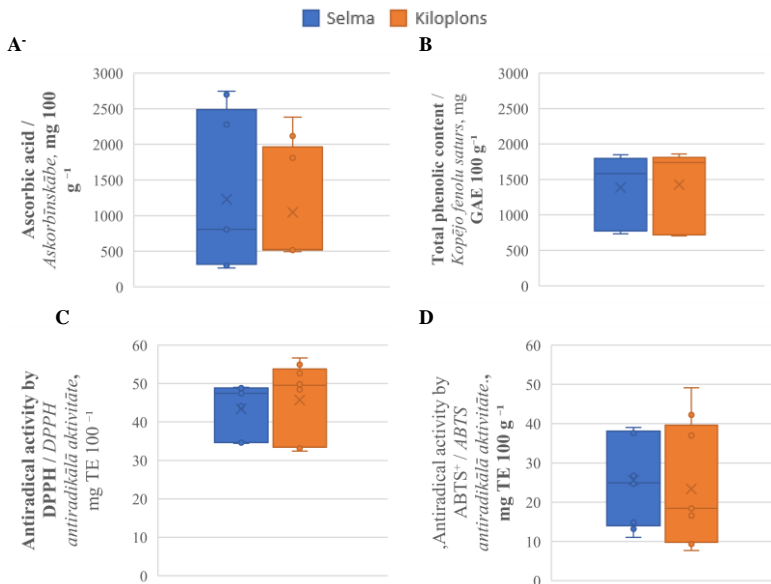 Selma Kiloplons
A-
Ascorbic acid /
Askorbīnskābe, mg 100
g ⁻¹
3000
2500
2000
1500
1000
500
0
B
Total phenolic content /
Kopējo fenolu saturs, mg
GAE 100 g ⁻¹
3000
2500
2000
1500
1000
500
0
C
Antiradical activity by
DPPH / DPPH
antiradikālā aktivitāte,
mg TE 100 ⁻¹
60
50
40
30
20
10
0
D
,Antiradical activity by
ABTS⁺ / ABTS
antiradikālā aktivitāte.,
mg TE 100 g ⁻¹
60
50
40
30
20
10
0